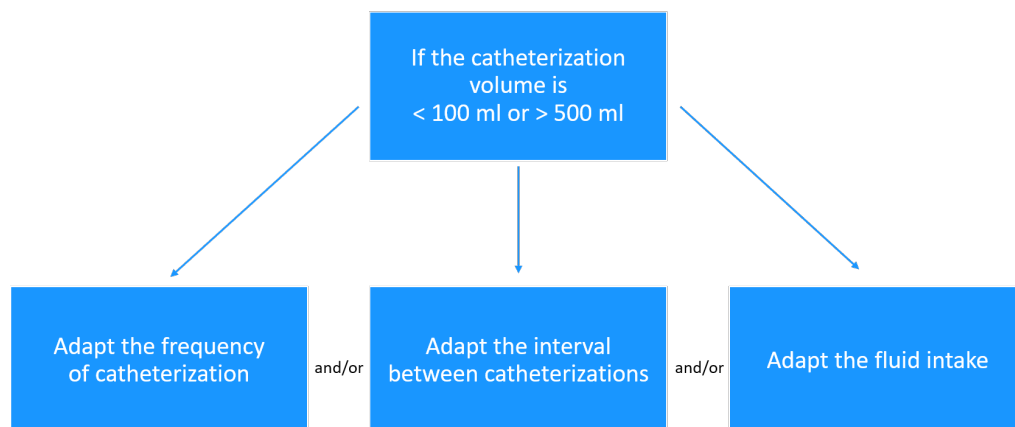 If the catheterization
volume is
< 100 ml or > 500 ml
Adapt the frequency
of catheterization
and/or
Adapt the interval
between catheterizations
and/or
Adapt the fluid intake